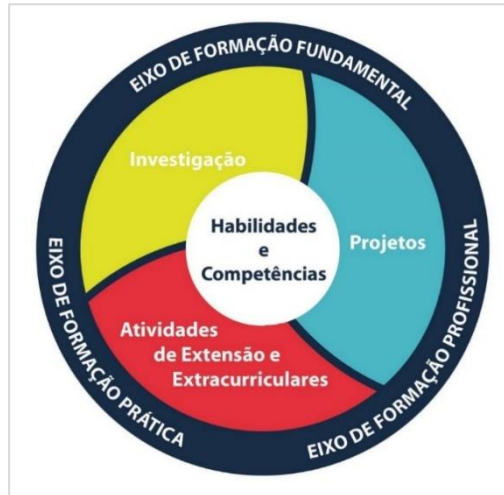 EIXO DE FORMAÇÃO FUNDAMENTAL
Investigação
Habilidades
e
Competências
Projetos
Atividades
de Extensão e
Extracurriculares
EIXO DE FORMAÇÃO PRÁTICA
EIXO DE FORMAÇÃO PROFISSIONAL